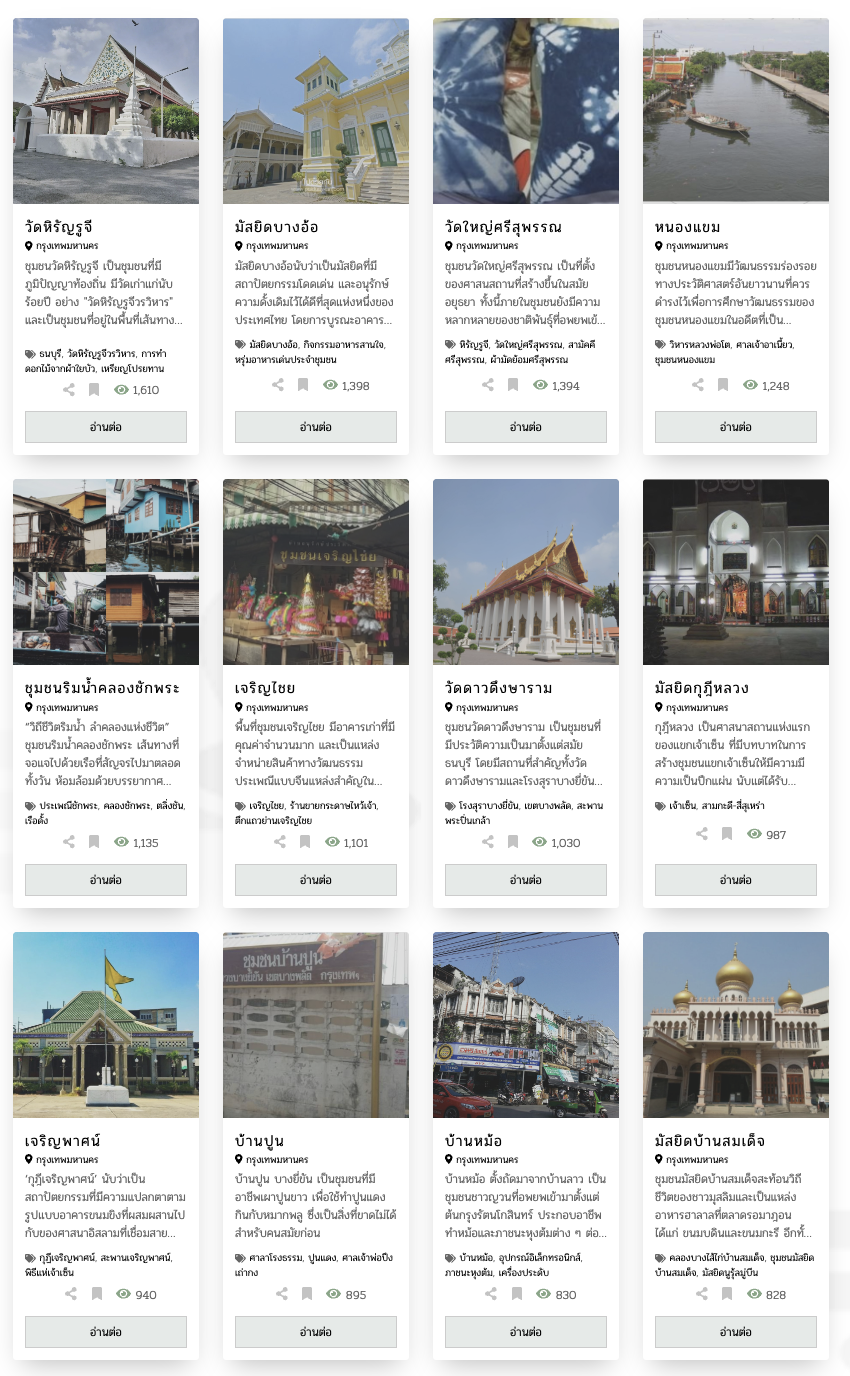 วัดหิรัญรูจี
กรุงเทพมหานคร
ชุมชนวัดหิรัญรูจี เป็นชุมชนที่มี
ภูมิปัญญาท้องถิ่น มีวัดเก่าแก่นับ
ร้อยปี อย่าง "วัดหิรัญรูจีวรวิหาร"
และเป็นชุมชนที่อยู่ในพื้นที่เส้นทาง...
ธนบุรี, วัดหิรัญรูจีวรวิหาร, การทำ
ดอกไม้จากผ้าใยบัว, เหรียญโปรยทาน
1,610
อ่านต่อ
มัสยิดบางอ้อ
กรุงเทพมหานคร
มัสยิดบางอ้อนับว่าเป็นมัสยิดที่มี
สถาปัตยกรรมโดดเด่น และอนุรักษ์
ความดั้งเดิมไว้ได้ดีที่สุดแห่งหนึ่งของ
ประเทศไทย โดยการบูรณะอาคาร...
มัสยิดบางอ้อ, กิจกรรมอาหารสานใจ,
หรุ่มอาหารเด่นประจำชุมชน
1,398
อ่านต่อ
วัดใหญ่ศรีสุพรรณ
กรุงเทพมหานคร
ชุมชนวัดใหญ่ศรีสุพรรณ เป็นที่ตั้ง
ของศาสนสถานที่สร้างขึ้นในสมัย
อยุธยา ทั้งนี้ภายในชุมชนยังมีความ
หลากหลายของชาติพันธุ์ที่อพยพเข้...
หิรัญรูจี, วัดใหญ่ศรีสุพรรณ, สามัคคี
ศรีสุพรรณ, ผ้ามัดย้อมศรีสุพรรณ
1,394
อ่านต่อ
หนองแขม
กรุงเทพมหานคร
ชุมชนหนองแขมมีวัฒนธรรมร่องรอย
ทางประวัติศาสตร์อันยาวนานที่ควร
ดำรงไว้เพื่อการศึกษาวัฒนธรรมของ
ชุมชนหนองแขมในอดีตที่เป็น...
วิหารหลวงพ่อโต, ศาลเจ้าอาเนี้ยว,
ชุมชนหนองแขม
1,248
อ่านต่อ
ชุมชนริมน้ำคลองชักพระ
กรุงเทพมหานคร
“วิถีชีวิตริมน้ำ ลำคลองแห่งชีวิต”
ชุมชนริมน้ำคลองชักพระ เส้นทางที่
จอแจไปด้วยเรือที่สัญจรไปมาตลอด
ทั้งวัน ห้อมล้อมด้วยบรรยากาศ...
ประเพณีชักพระ, คลองชักพระ, ตลิ่งชัน,
เรือดั้ง
1,135
อ่านต่อ
ชุมชนเจริญไชย
เจริญไชย
กรุงเทพมหานคร
พื้นที่ชุมชนเจริญไชย มีอาคารเก่าที่มี
คุณค่าจำนวนมาก และเป็นแหล่ง
จำหน่ายสินค้าทางวัฒนธรรม
ประเพณีแบบจีนแหล่งสำคัญใน...
เจริญไชย, ร้านขายกระดาษไหว้เจ้า,
ตึกแถวย่านเจริญไชย
1,101
อ่านต่อ
วัดดาวดึงษาราม
กรุงเทพมหานคร
ชุมชนวัดดาวดึงษาราม เป็นชุมชนที่
มีประวัติความเป็นมาตั้งแต่สมัย
ธนบุรี โดยมีสถานที่สำคัญทั้งวัด
ดาวดึงษารามและโรงสุราบางยี่ขัน...
โรงสุราบางยี่ขัน, เขตบางพลัด, สะพาน
พระปิ่นเกล้า
1,030
อ่านต่อ
มัสยิดกุฎีหลวง
กรุงเทพมหานคร
กุฎีหลวง เป็นศาสนาสถานแห่งแรก
ของแขกเจ้าเซ็น ที่มีบทบาทในการ
สร้างชุมชนแขกเจ้าเซ็นให้มีความมี
ความเป็นปึกแผ่น นับแต่ได้รับ...
เจ้าเซ็น, สามกะดี-สี่สุเหร่า
987
อ่านต่อ
เจริญพาศน์
กรุงเทพมหานคร
‘กุฎีเจริญพาศน์’ นับว่าเป็น
สถาปัตยกรรมที่มีความแปลกตาตาม
รูปแบบอาคารขนมขิงที่ผสมผสานไป
กับของศาสนาอิสลามที่เชื่อมสาย...
กุฎีเจริญพาศน์, สะพานเจริญพาศน์,
พิธีแห่เจ้าเซ็น
940
อ่านต่อ
ชุมชนบ้านปูน
วงบางยี่ขัน เขตบางพลัด กรุงเทพฯ
บ้านปูน
กรุงเทพมหานคร
บ้านปูน บางยี่ขัน เป็นชุมชนที่มี
อาชีพเผาปูนขาว เพื่อใช้ทำปูนแดง
กินกับหมากพลู ซึ่งเป็นสิ่งที่ขาดไม่ได้
สำหรับคนสมัยก่อน
ศาลาโรงธรรม, ปูนแดง, ศาลเจ้าพ่อปึง
เถ่ากง
895
อ่านต่อ
บ้านหม้อ
กรุงเทพมหานคร
บ้านหม้อ ตั้งถัดมาจากบ้านลาว เป็น
ชุมชนชาวญวนที่อพยพเข้ามาตั้งแต่
ต้นกรุงรัตนโกสินทร์ ประกอบอาชีพ
ทำหม้อและภาชนะหุงต้มต่าง ๆ ต่อ...
บ้านหม้อ, อุปกรณ์อิเล็กทรอนิกส์,
ภาชนะหุงต้ม, เครื่องประดับ
830
อ่านต่อ
มัสยิดบ้านสมเด็จ
กรุงเทพมหานคร
ชุมชนมัสยิดบ้านสมเด็จสะท้อนวิถี
ชีวิตของชาวมุสลิมและเป็นแหล่ง
อาหารฮาลาลที่ตลาดรอมาฎอน
ได้แก่ ขนมบดินและขนมกะรี อีกทั้...
คลองบางไส้ไก่บ้านสมเด็จ, ชุมชนมัสยิด
บ้านสมเด็จ, มัสยิดนูรุ้ลมู่บีน
828
อ่านต่อ